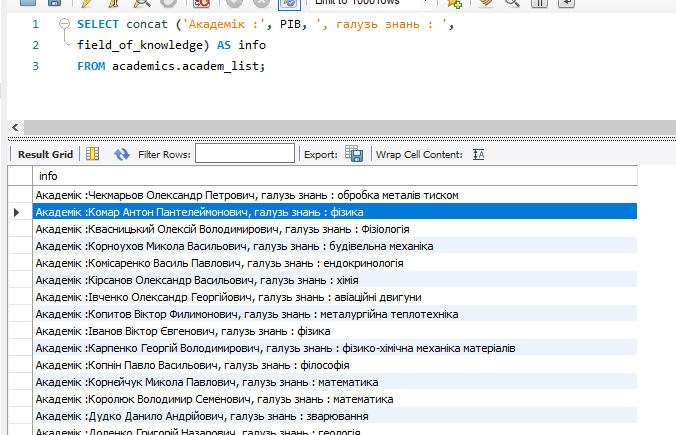 Limit to 1000 rows
1 SELECT concat ('Академік :', PIB, ', галузь знань : ',
2 field_of_knowledge) AS info
3 FROM academics.academ_list;
Result Grid Filter Rows: Export: Wrap Cell Content:
info
Академік :Чекмарьов Олександр Петрович, галузь знань : обробка металів тиском
Академік :Комар Антон Пантелеймонович, галузь знань : фізика
Академік :Квасницький Олексій Володимирович, галузь знань : Фізіологія
Академік :Корноухов Микола Васильович, галузь знань : будівельна механіка
Академік :Комісаренко Василь Павлович, галузь знань : ендокринологія
Академік :Кірсанов Олександр Васильович, галузь знань : хімія
Академік :Івченко Олександр Георгійович, галузь знань : авіаційні двигуни
Академік :Копитов Віктор Филимонович, галузь знань : металургійна теплотехніка
Академік :Іванов Віктор Євгенович, галузь знань : фізика
Академік :Карпенко Георгій Володимирович, галузь знань : фізико-хімічна механіка матеріалів
Академік :Копнін Павло Васильович, галузь знань : філософія
Академік :Корнейчук Микола Павлович, галузь знань : математика
Академік :Королюк Володимир Семенович, галузь знань : математика
Академік :Дудко Данило Андрійович, галузь знань : зварювання
Академік :Доленко Григорій Назарович, галузь знань : геологія